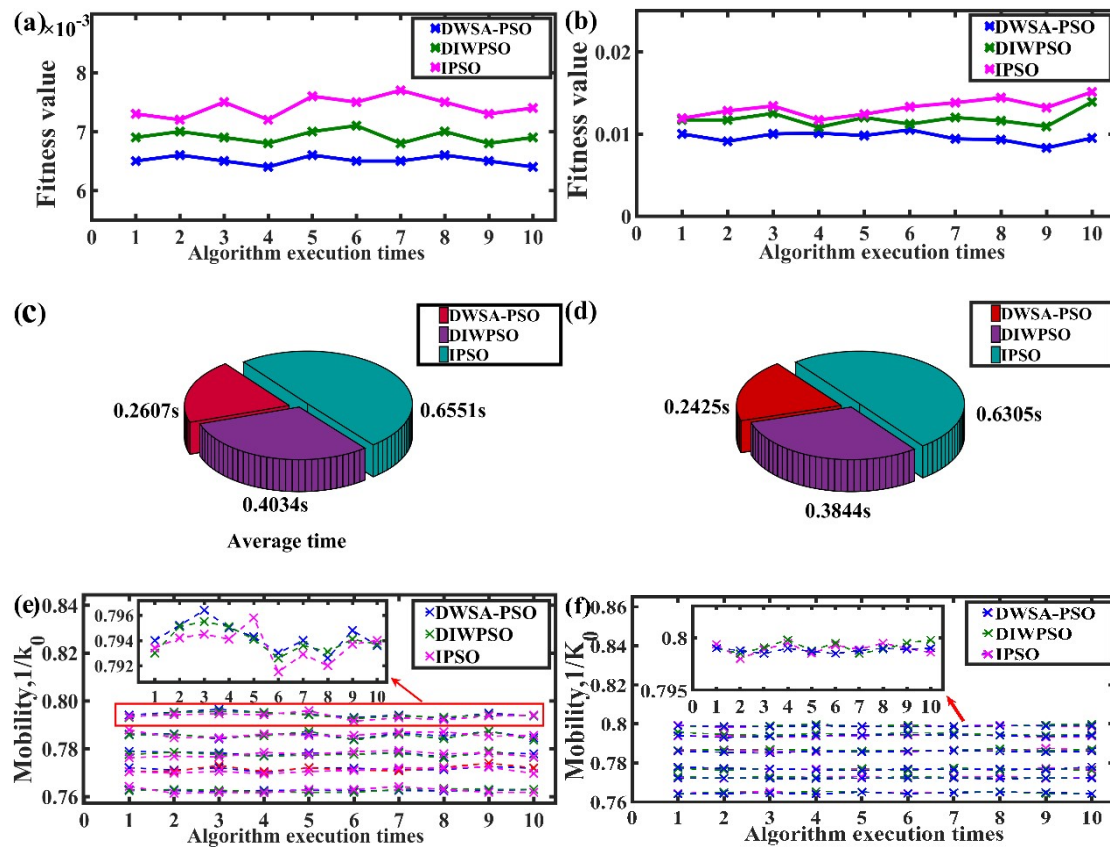 (a) ×10⁻³
8
7
6
Fitness value
DWSA-PSO
DIWPSO
IPSO
0 1 2 3 4 5 6 7 8 9 10
Algorithm execution times
(b)
0.02
0.01
0
Fitness value
DWSA-PSO
DIWPSO
IPSO
0 1 2 3 4 5 6 7 8 9 10
Algorithm execution times
(c)
DWSA-PSO
DIWPSO
IPSO
0.2607s
0.6551s
0.4034s
Average time
(d)
DWSA-PSO
DIWPSO
IPSO
0.2425s
0.6305s
0.3844s
(e)
0.84
0.82
0.80
0.78
0.76
Mobility,1/k₀
0.796
0.794
0.792
1 2 3 4 5 6 7 8 9 10
DWSA-PSO
DIWPSO
IPSO
0 1 2 3 4 5 6 7 8 9 10
Algorithm execution times
(f)
0.86
0.84
0.82
0.8
0.78
0.76
Mobility,1/K₀
0.8
0.795
0 1 2 3 4 5 6 7 8 9 10
DWSA-PSO
DIWPSO
IPSO
0 1 2 3 4 5 6 7 8 9 10
Algorithm execution times